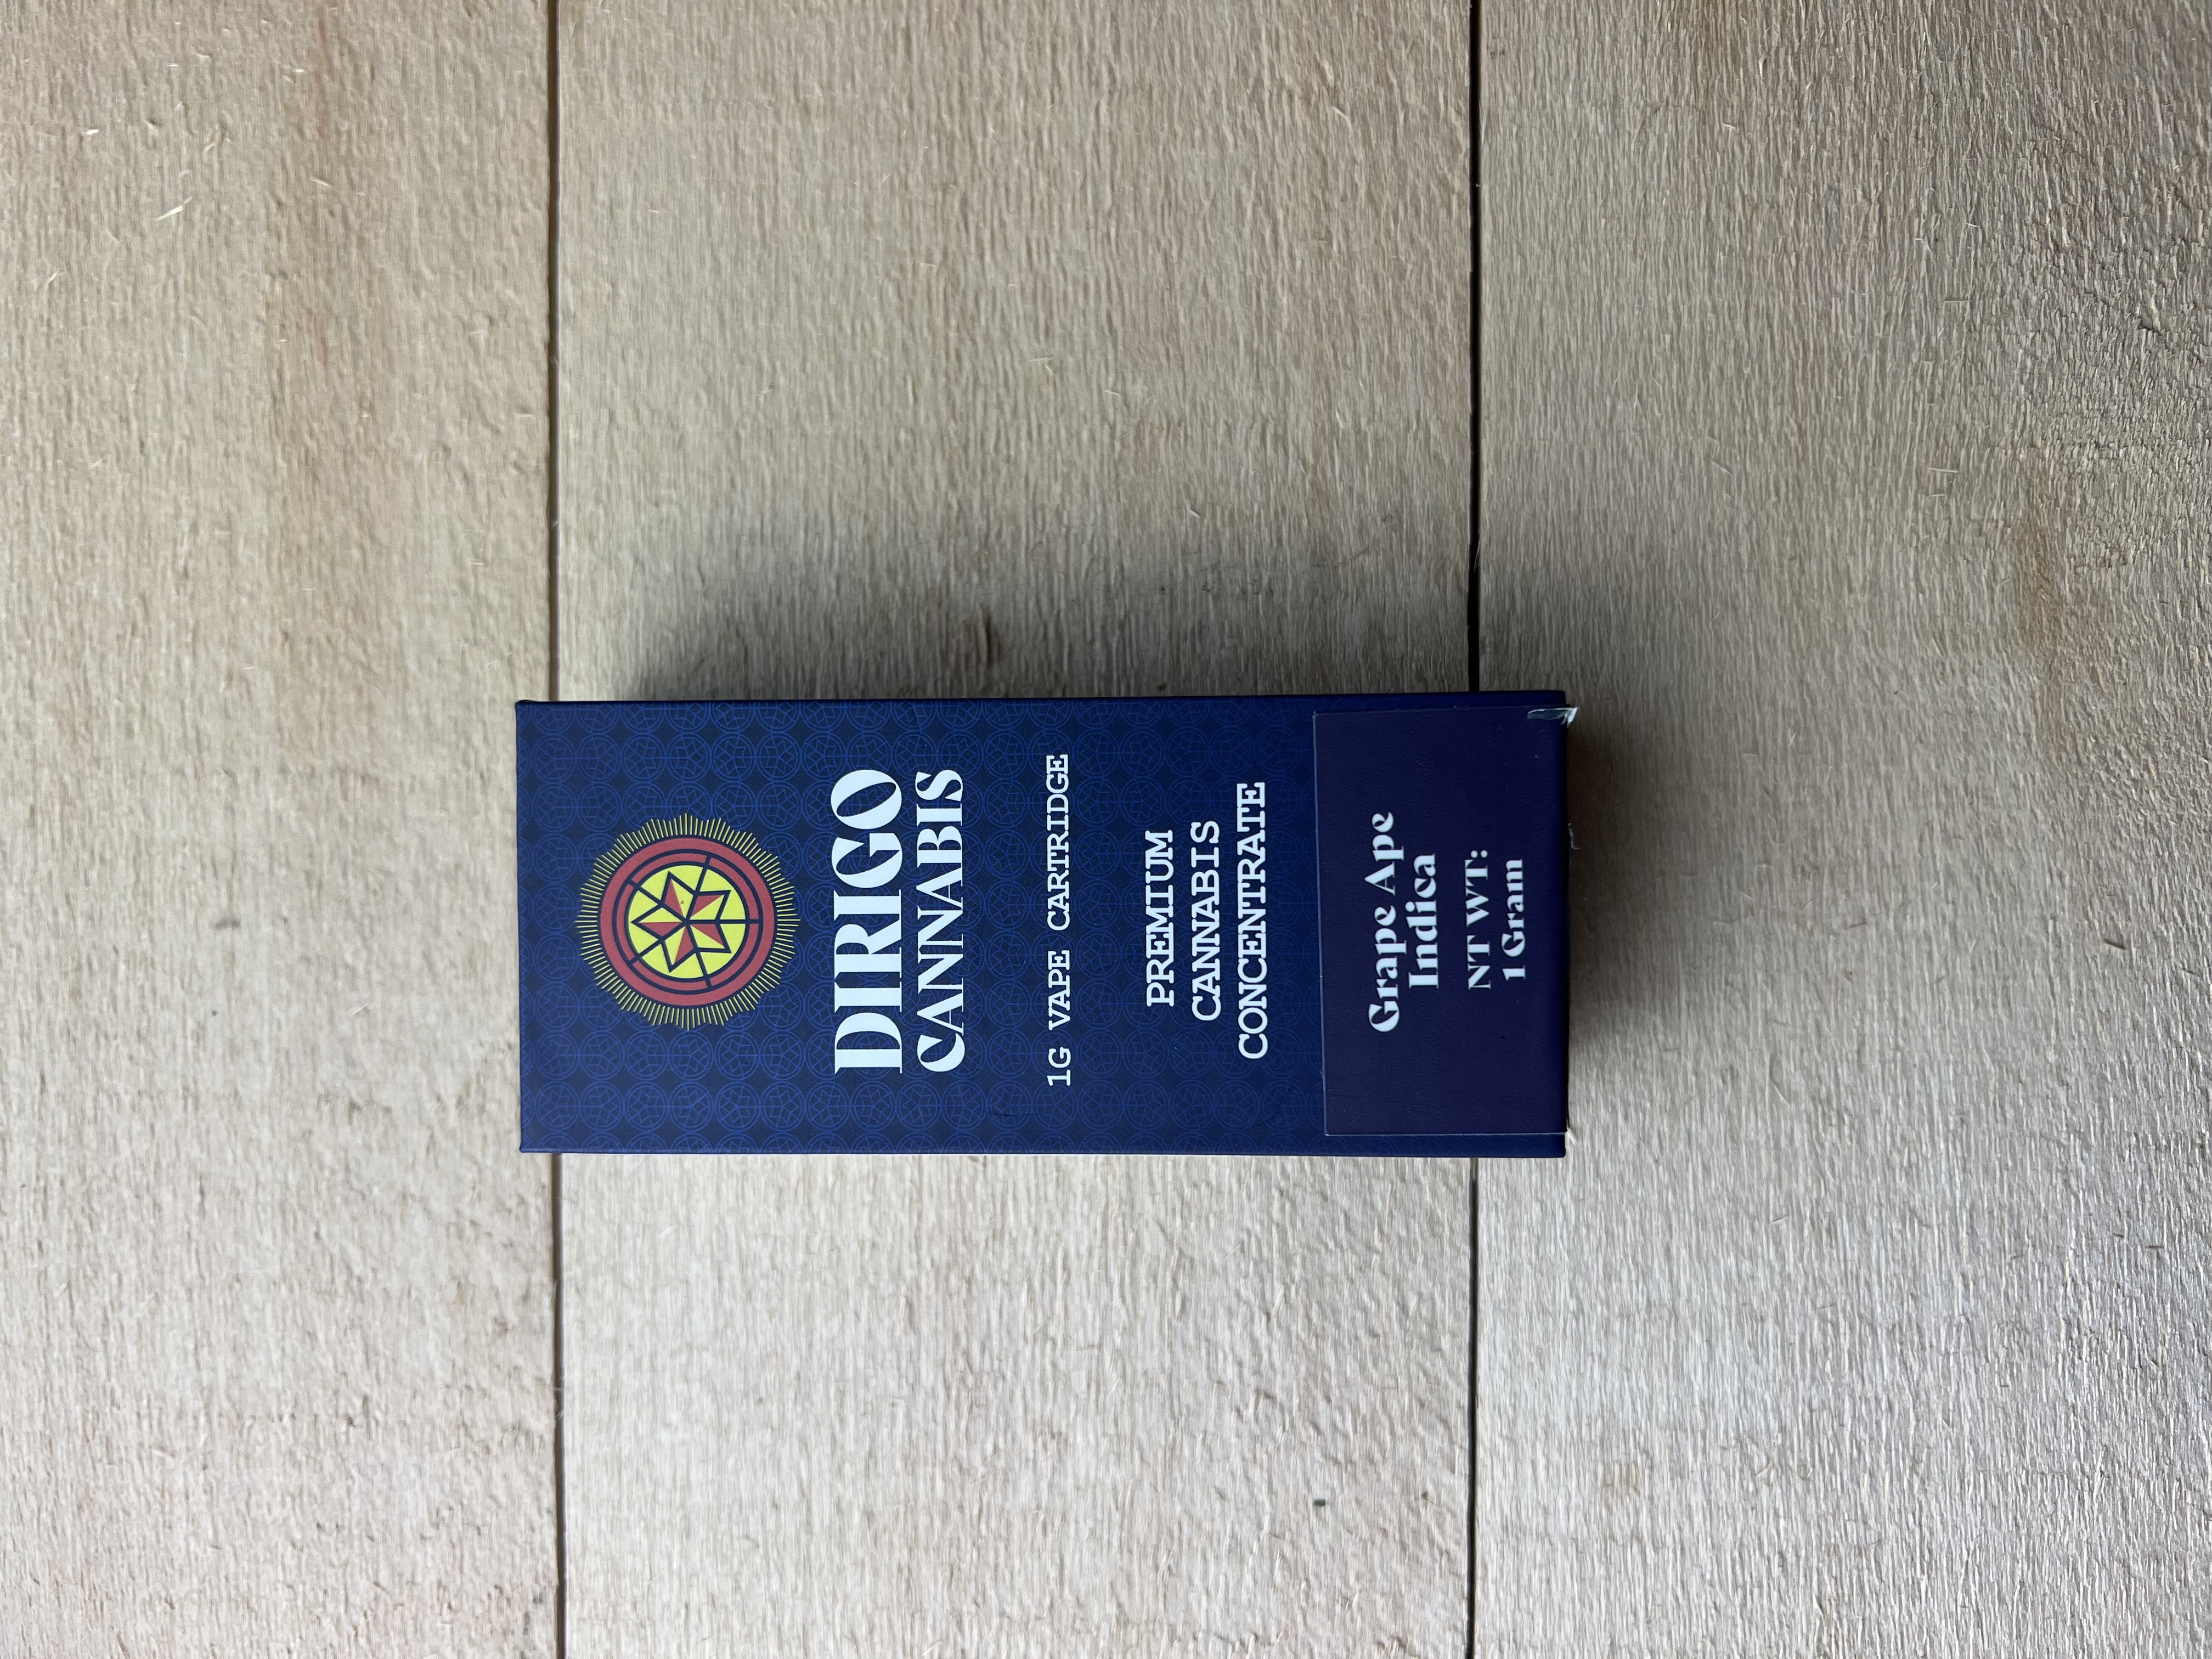 DIRIGO
CANNABIS
1G VAPE CARTRIDGE
PREMIUM
CANNABIS
CONCENTRATE
Grape Ape
Indica
NT WT:
1 Gram